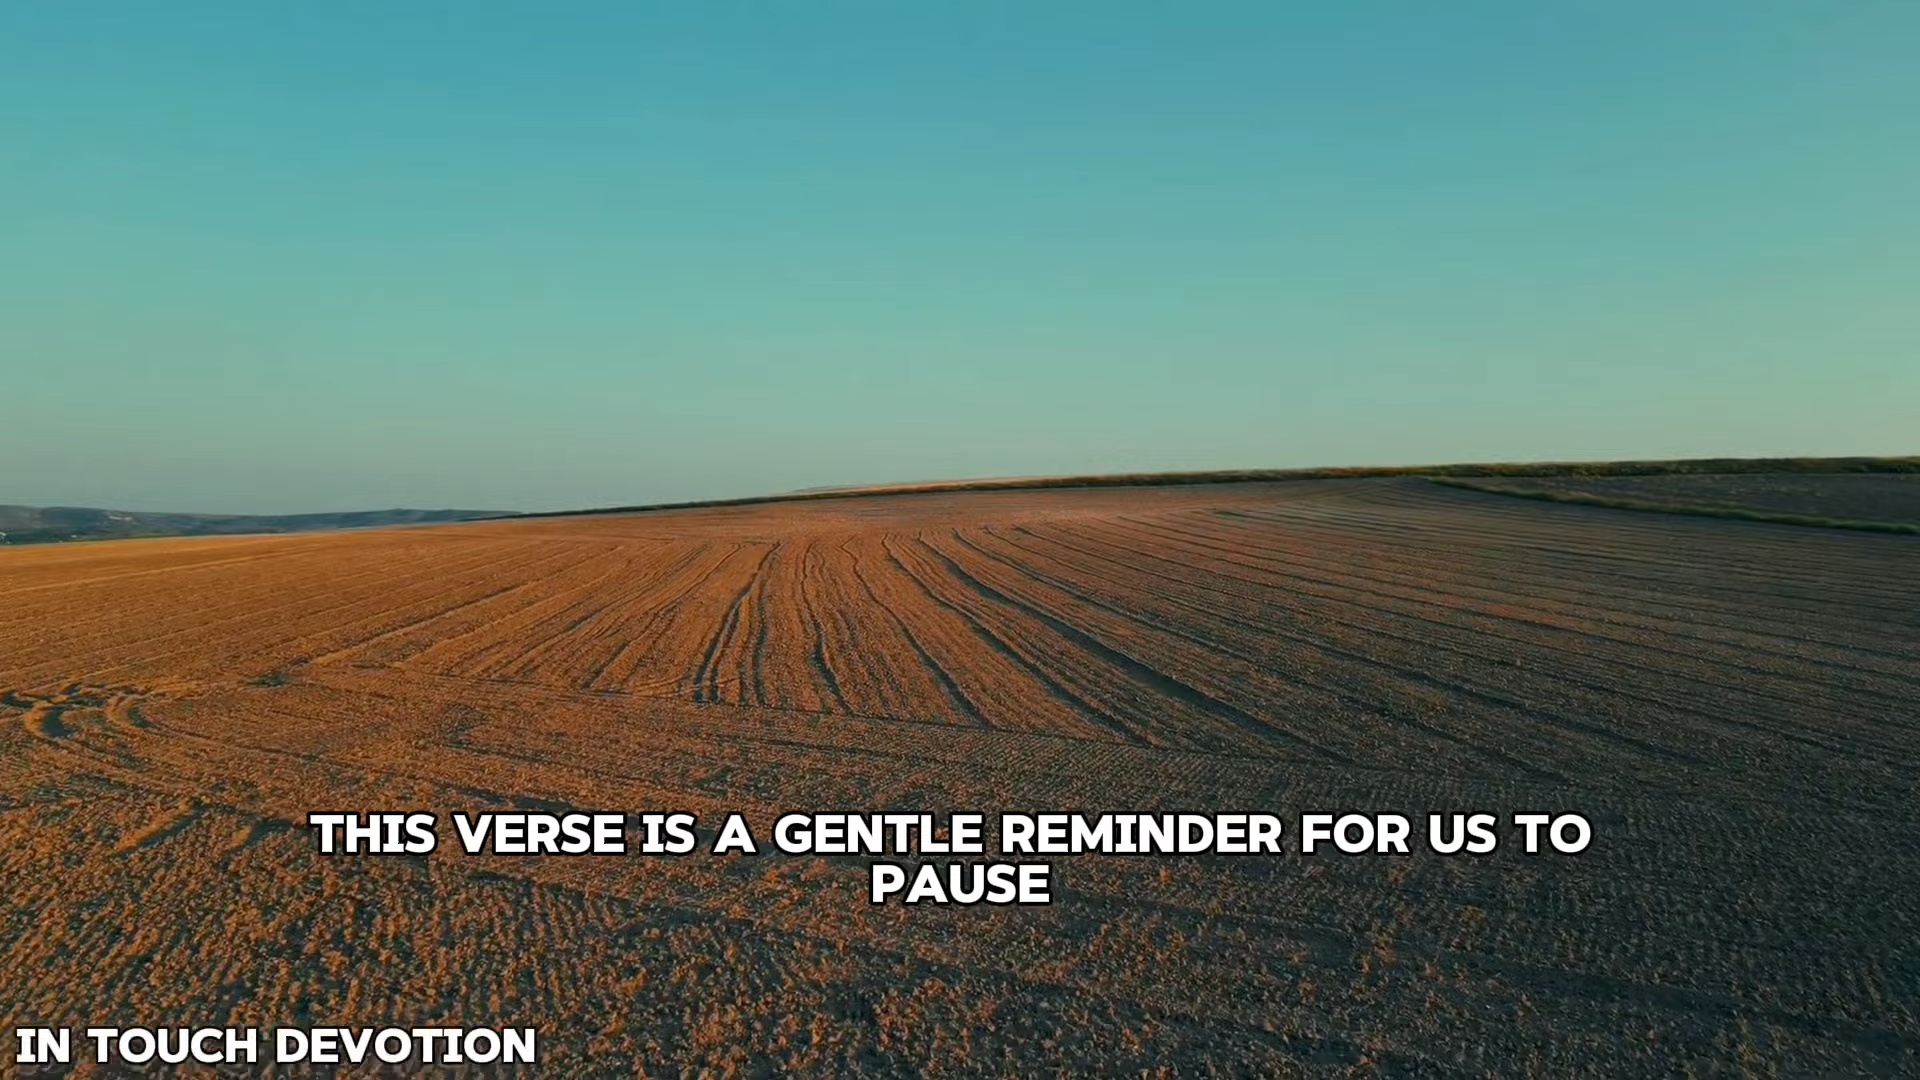 THIS VERSE IS A GENTLE REMINDER FOR US TO
PAUSE
IN TOUCH DEVOTION